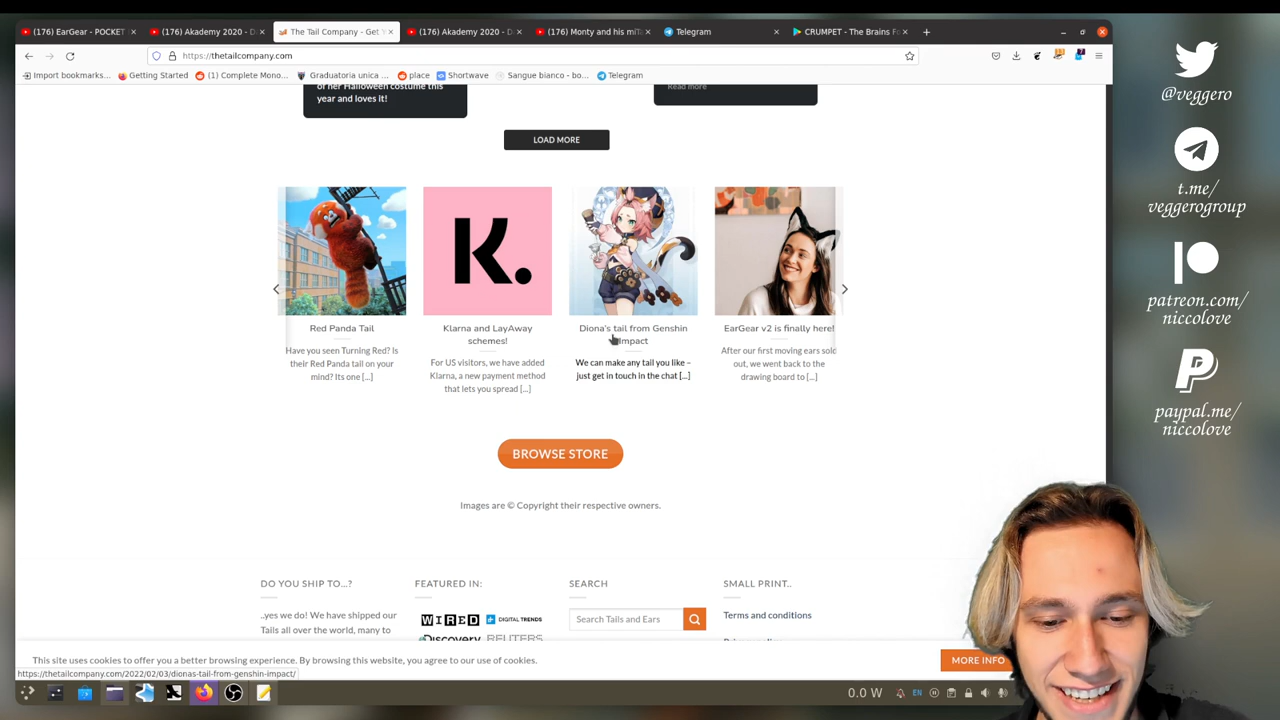 (176) EarGear - POCKET
(176) Akademy 2020 - D
The Tail Company - Get Y
(176) Akademy 2020 - D
(176) Monty and his miTa
Telegram
CRUMPET - The Brains F
https://thetailcompany.com
Import bookmarks...
Getting Started
(1) Complete Mono...
Graduatoria unica ...
place
Shortwave
Sangue bianco - bo...
Telegram
of her Halloween costume this
year and loves it!
Read more
LOAD MORE
K.
Red Panda Tail
Have you seen Turning Red? Is
their Red Panda tail on your
mind? Its one [...]
Klarna and LayAway
schemes!
For US visitors, we have added
Klarna, a new payment method
that lets you spread [...]
Diona's tail from Genshin
Impact
We can make any tail you like –
just get in touch in the chat [...]
EarGear v2 is finally here!
After our first moving ears sold
out, we went back to the
drawing board to [...]
BROWSE STORE
Images are © Copyright their respective owners.
DO YOU SHIP TO...?
..yes we do! We have shipped
our Tails all over the world, many to
FEATURED IN:
WIRED
DIGITAL TRENDS
Discovery
REUTERS
SEARCH
Search Tails and Ears
SMALL PRINT..
Terms and conditions
This site uses cookies to offer you a better browsing experience. By browsing this website, you agree to our use of cookies.
MORE INFO
https://thetailcompany.com/2022/02/03/dionas-tail-from-genshin-impact/
0.0 W
EN
@veggero
t.me/
veggerogroup
patreon.com/
niccolove
paypal.me/
niccolove